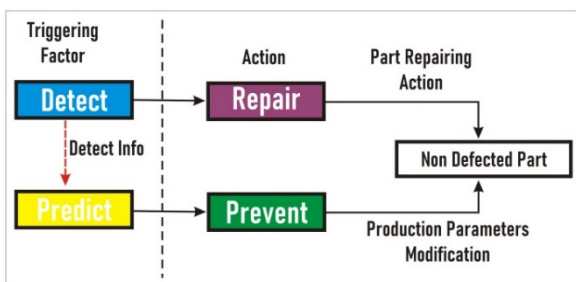 Triggering
Factor
Action
Part Repairing
Action
Detect
Repair
Detect Info
Non Defected Part
Predict
Prevent
Production Parameters
Modification